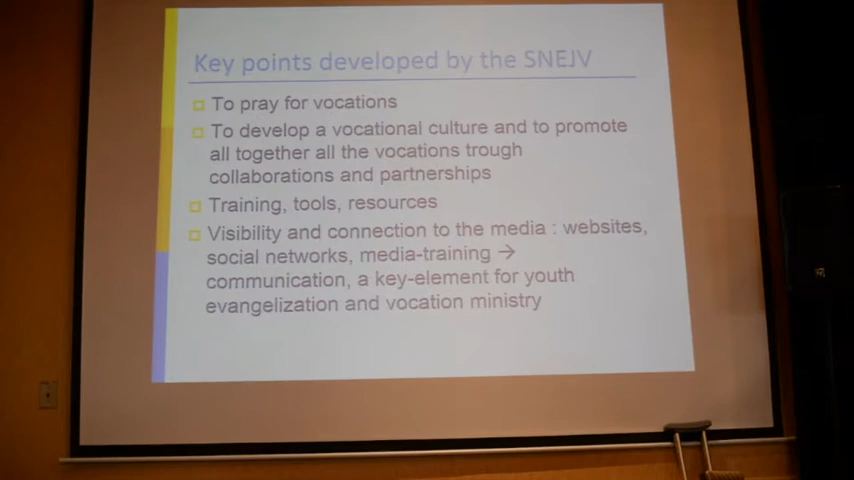 Key points developed by the SNEJV
To pray for vocations
To develop a vocational culture and to promote
all together all the vocations trough
collaborations and partnerships
Training, tools, resources
Visibility and connection to the media : websites,
social networks, media-training →
communication, a key-element for youth
evangelization and vocation ministry